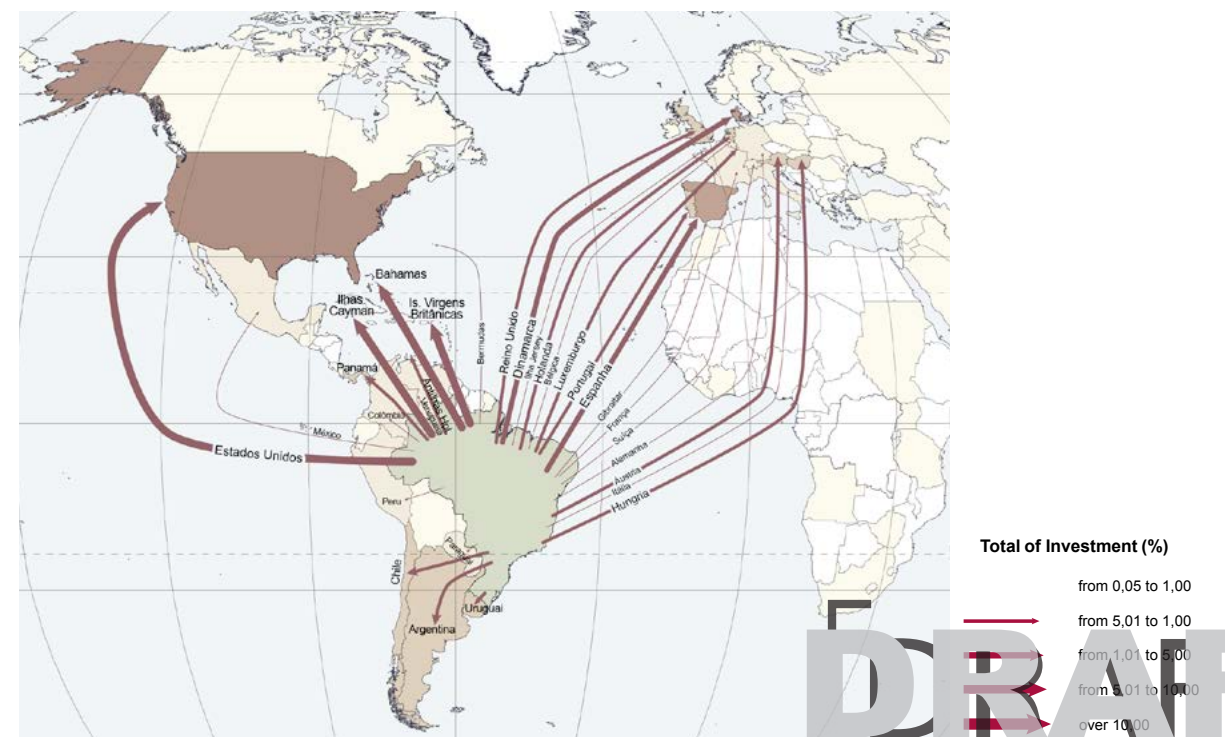 Bahamas
Ilhas
Cayman
Is. Virgens
Britânicas
Bermudas
Panamá
Antilhas Hol.
Venezuela
Colômbia
México
Estados Unidos
Peru
Paraguai
Chile
Uruguai
Argentina
Reino Unido
Dinamarca
Ilha Jersey
Holanda
Bélgica
Luxemburgo
Portugal
Espanha
Gibraltar
França
Suíça
Alemanha
Áustria
Itália
Hungria
Total of Investment (%)
from 0,05 to 1,00
from 5,01 to 1,00
from 1,01 to 5,00
from 5,01 to 10,00
over 10,00